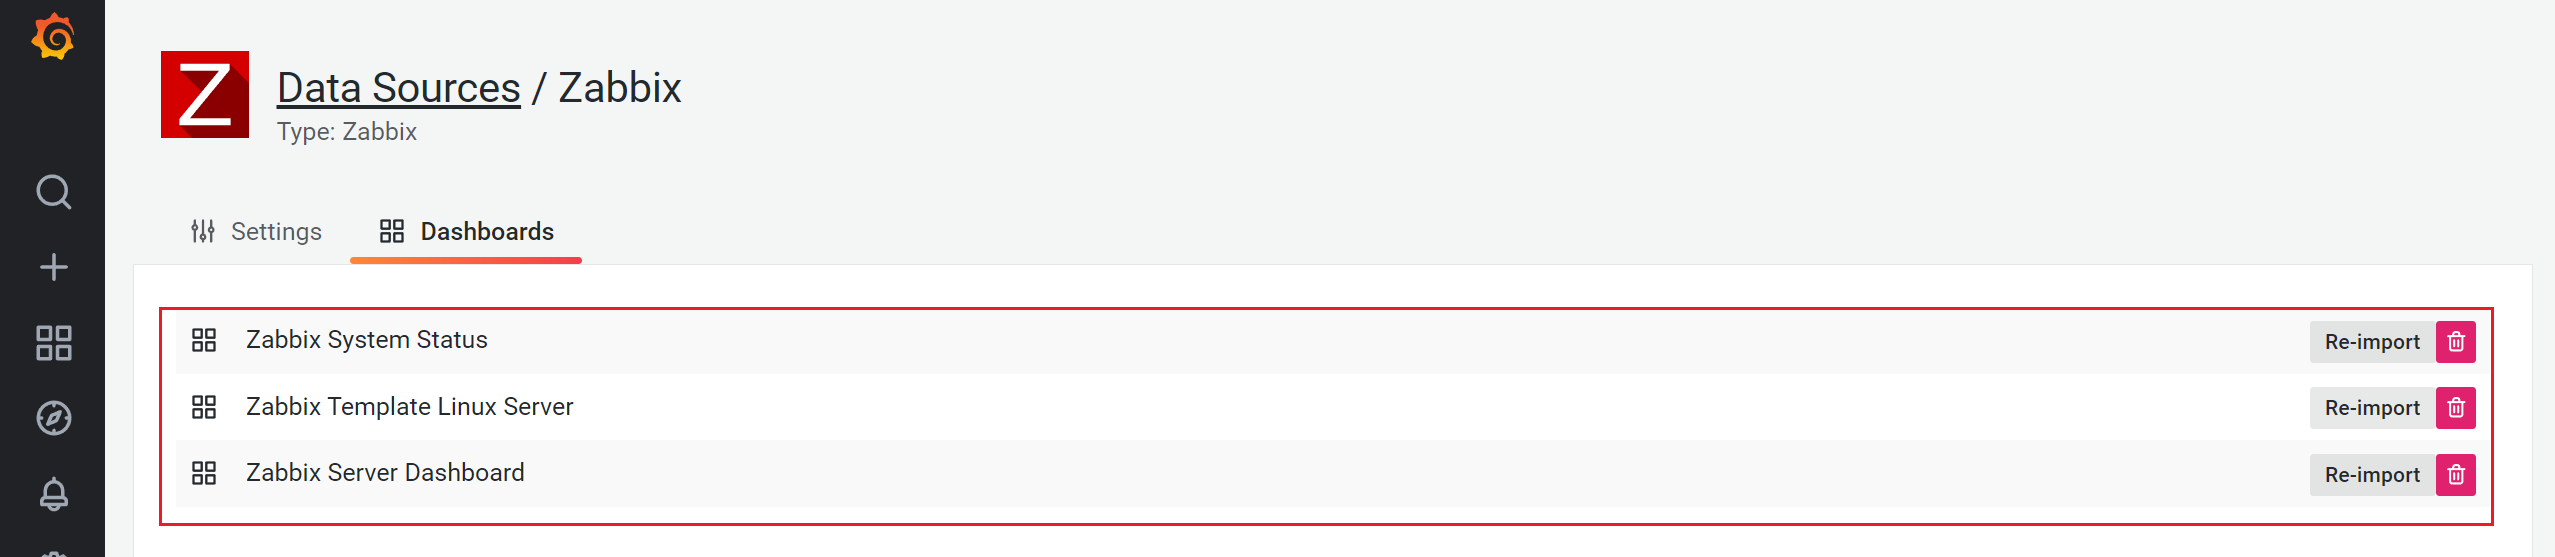 Z
Data Sources / Zabbix
Type: Zabbix
Settings Dashboards
Zabbix System Status Re-import
Zabbix Template Linux Server Re-import
Zabbix Server Dashboard Re-import